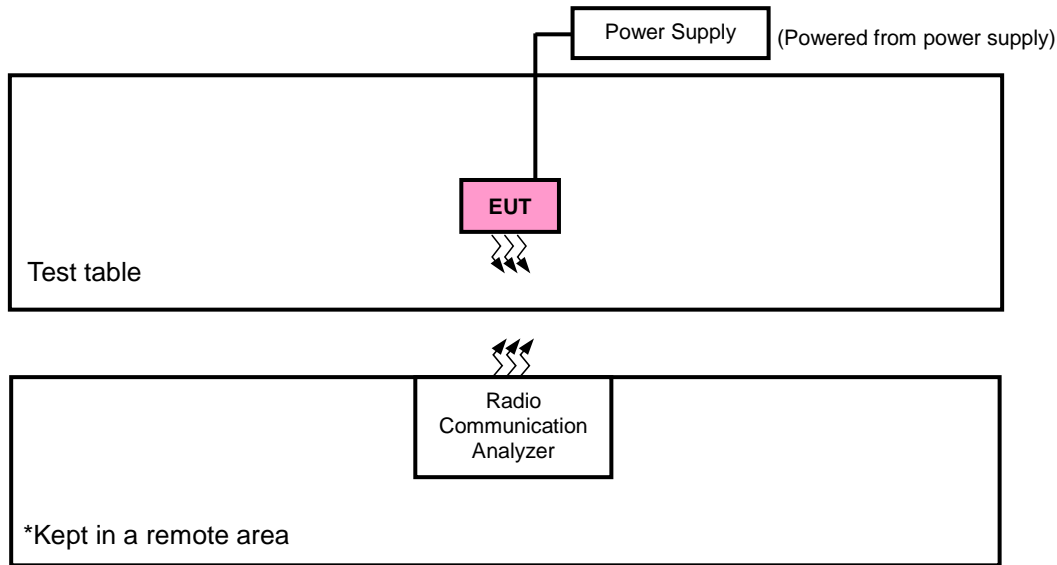 Power Supply
(Powered from power supply)
EUT
Test table
Radio
Communication
Analyzer
*Kept in a remote area